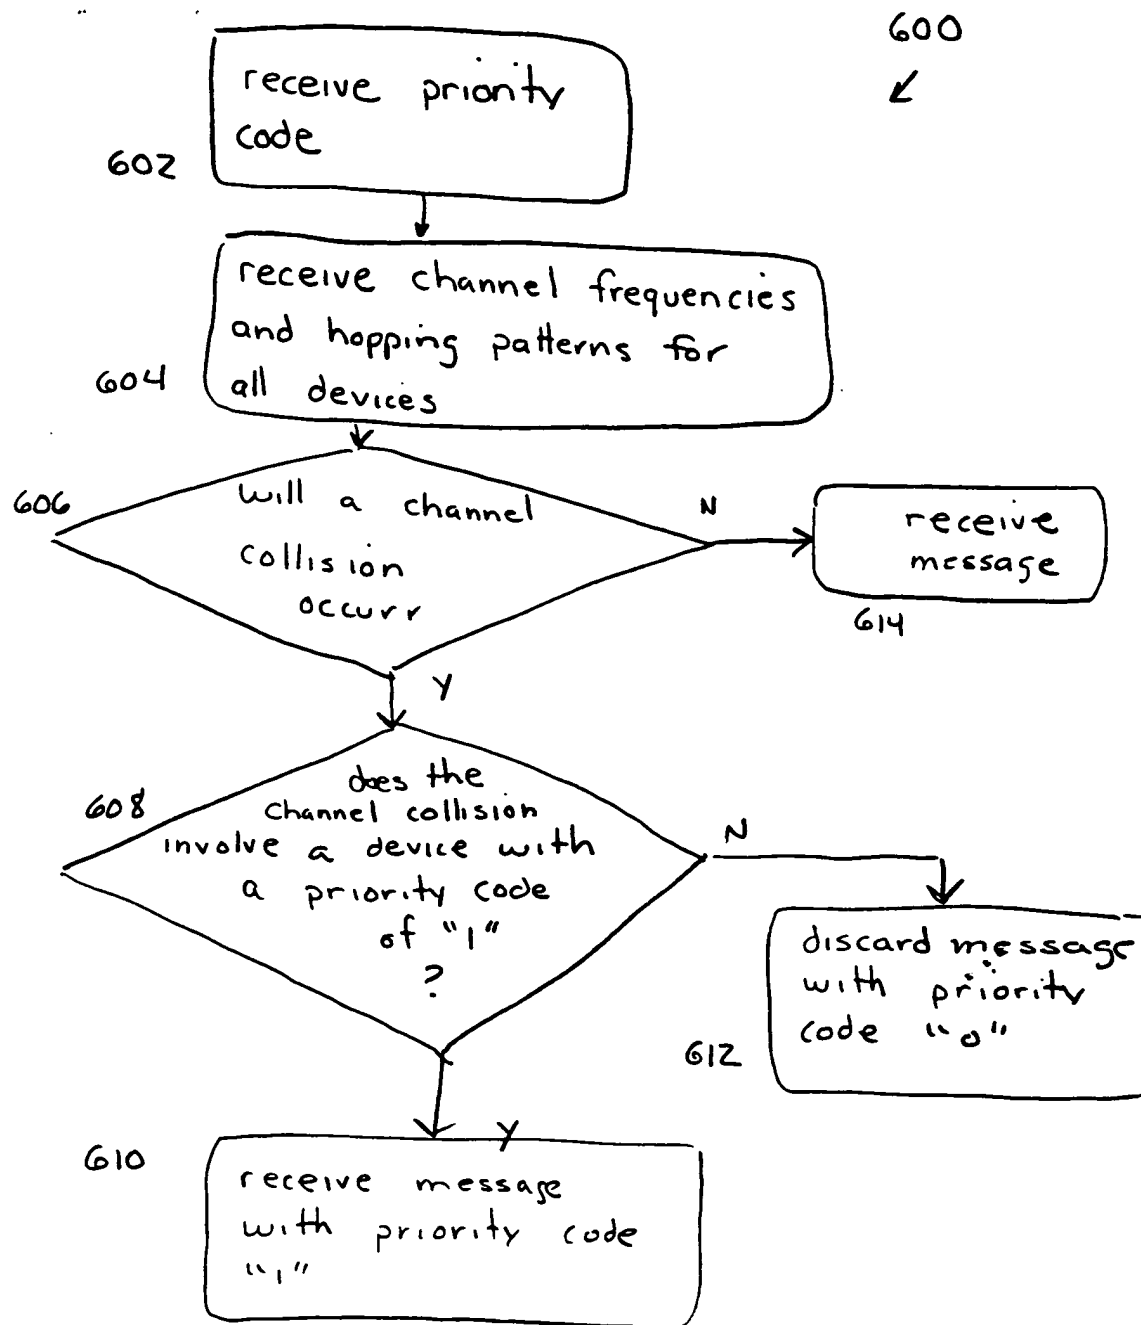 600
receive priority
code
602
receive channel frequencies
and hopping patterns for
all devices
604
606
will a channel
collision
occurr
N
receive
message
614
Y
608
does the
channel collision
involve a device with
a priority code
of "1"
?
N
discard message
with priority
code "0"
612
Y
610
receive message
with priority code
"1"